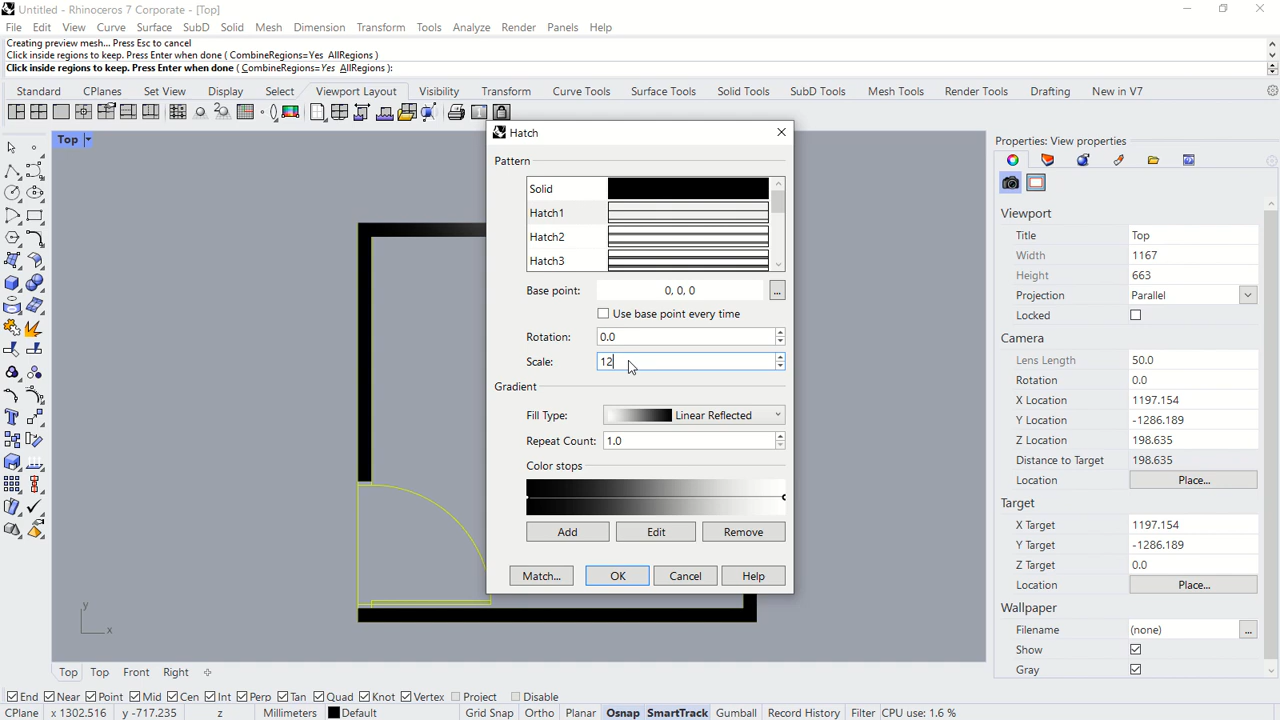 Untitled - Rhinoceros 7 Corporate - [Top]
File Edit View Curve Surface SubD Solid Mesh Dimension Transform Tools Analyze Render Panels Help
Creating preview mesh... Press Esc to cancel
Click inside regions to keep. Press Enter when done ( CombineRegions=Yes AllRegions )
Click inside regions to keep. Press Enter when done ( CombineRegions=Yes AllRegions ):
Standard CPlanes Set View Display Select Viewport Layout Visibility Transform Curve Tools Surface Tools Solid Tools SubD Tools Mesh Tools Render Tools Drafting New in V7
Top
Hatch
Pattern
Solid
Hatch1
Hatch2
Hatch3
Base point: 0, 0, 0 ...
Use base point every time
Rotation: 0.0
Scale: 12
Gradient
Fill Type: Linear Reflected
Repeat Count: 1.0
Color stops
Add Edit Remove
Match... OK Cancel Help
y
x
Properties: View properties
Viewport
Title Top
Width 1167
Height 663
Projection Parallel
Locked
Camera
Lens Length 50.0
Rotation 0.0
X Location 1197.154
Y Location -1286.189
Z Location 198.635
Distance to Target 198.635
Location Place...
Target
X Target 1197.154
Y Target -1286.189
Z Target 0.0
Location Place...
Wallpaper
Filename (none) ...
Show
Gray
Top Top Front Right
End Near Point Mid Cen Int Perp Tan Quad Knot Vertex Project Disable
CPlane x 1302.516 y -717.235 z Millimeters Default Grid Snap Ortho Planar Osnap SmartTrack Gumball Record History Filter CPU use: 1.6 %